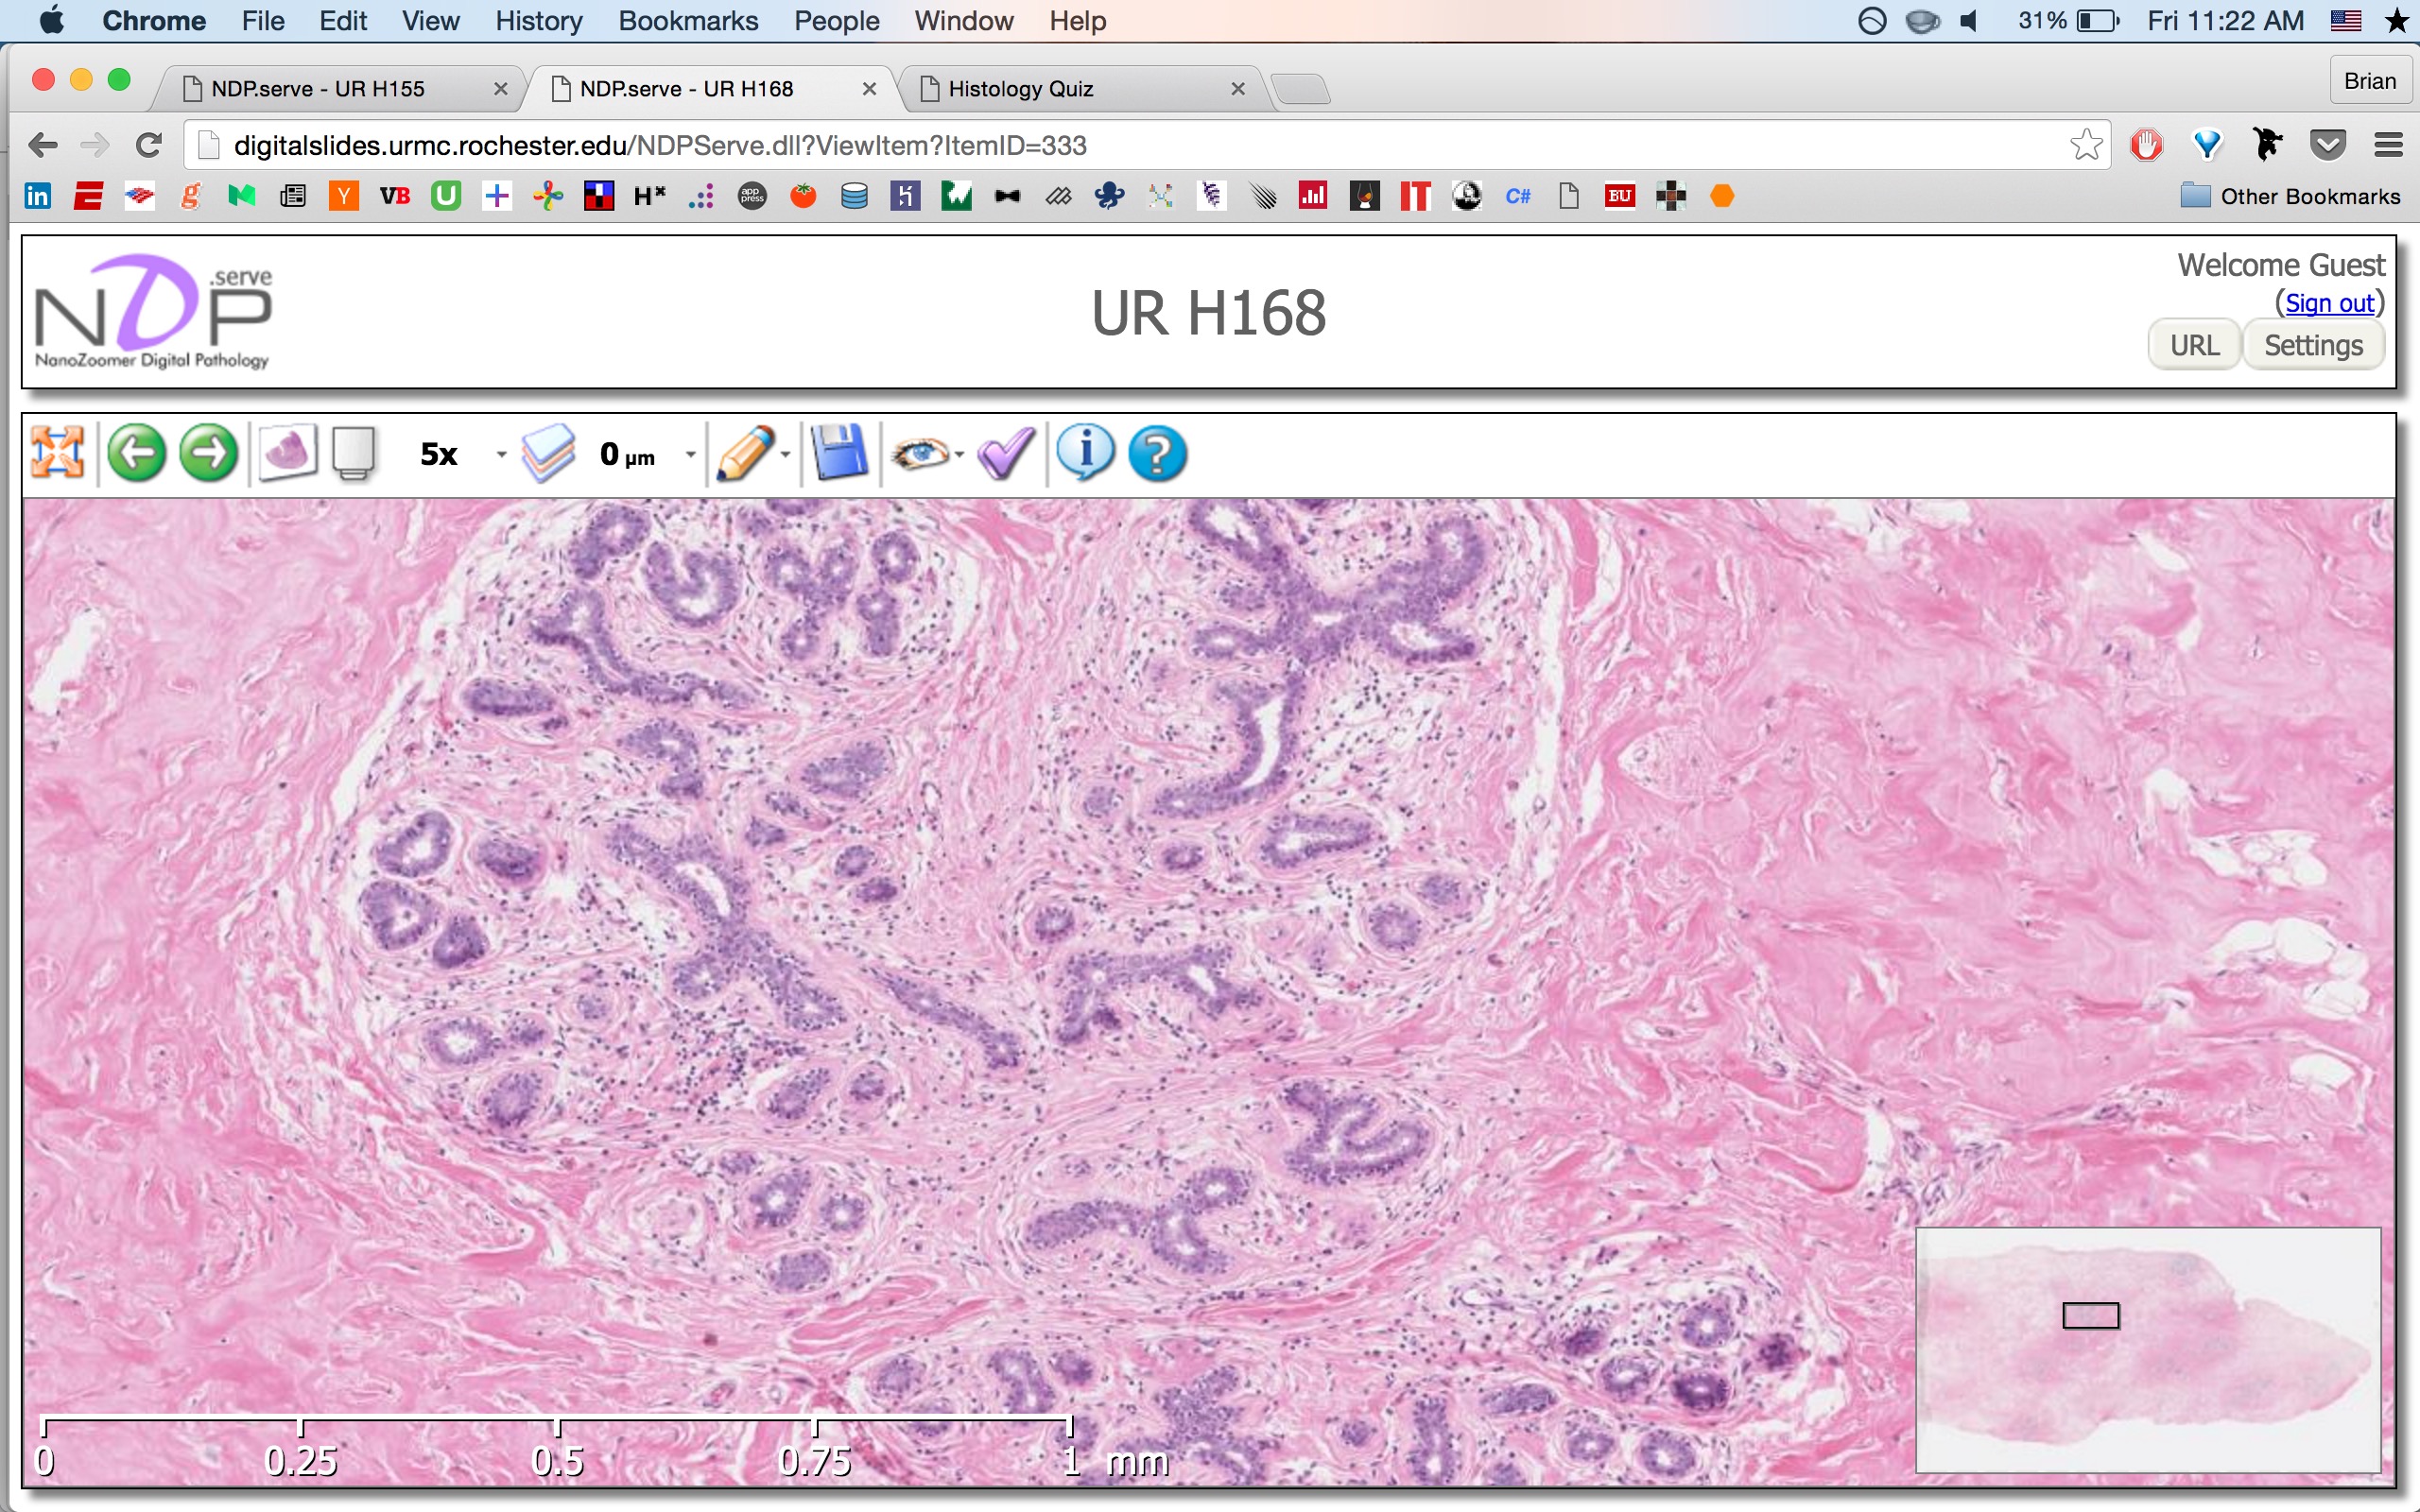 Chrome File Edit View History Bookmarks People Window Help 31% Fri 11:22 AM
NDP.serve - UR H155 NDP.serve - UR H168 Histology Quiz Brian
digitalslides.urmc.rochester.edu/NDPServe.dll?ViewItem?ItemID=333
in Y VB U H app press C# IT BU Other Bookmarks
NDP .serve
NanoZoomer Digital Pathology
UR H168
Welcome Guest
(Sign out)
URL Settings
5x 0 µm
0 0.25 0.5 0.75 1 mm